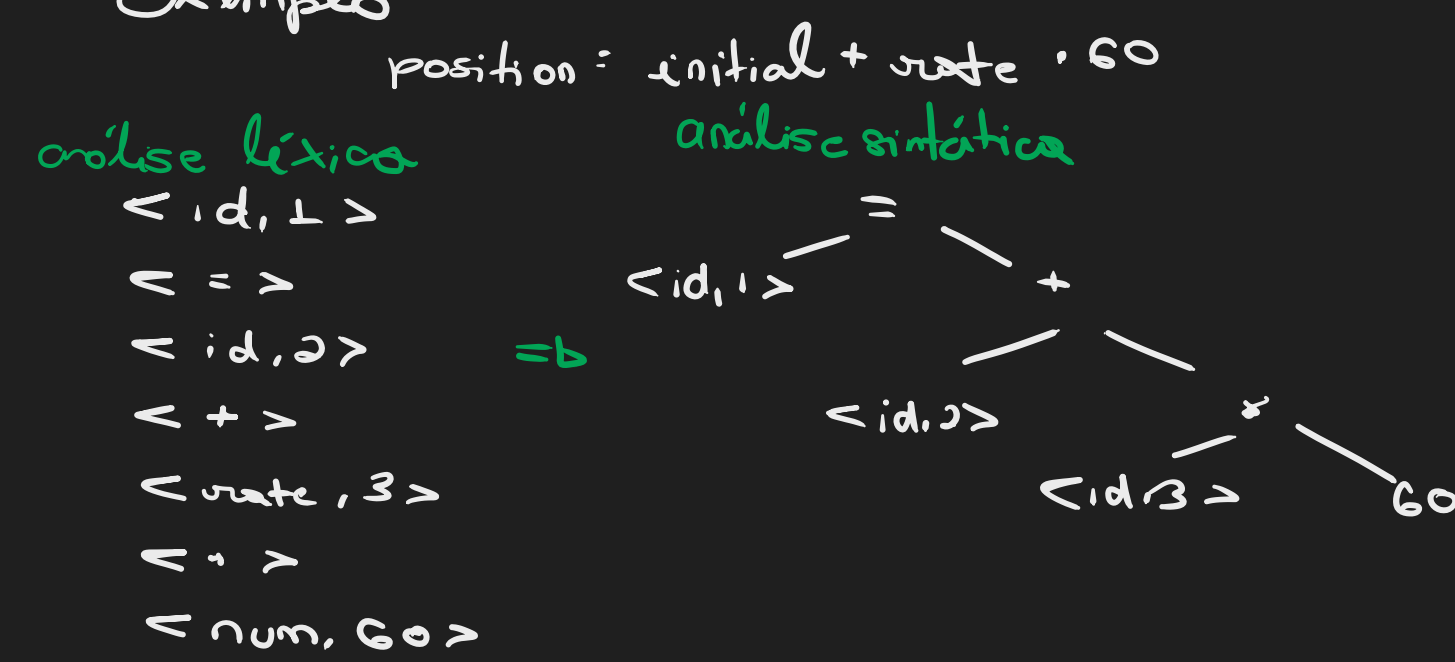 Exemplo
position = initial + rate . 60
análise léxica
análise sintática
<id, 1>
< = >
<id, 2>
< + >
<rate, 3>
< * >
<num, 60>
=
<id, 1>
+
<id, 2>
*
<id, 3>
60